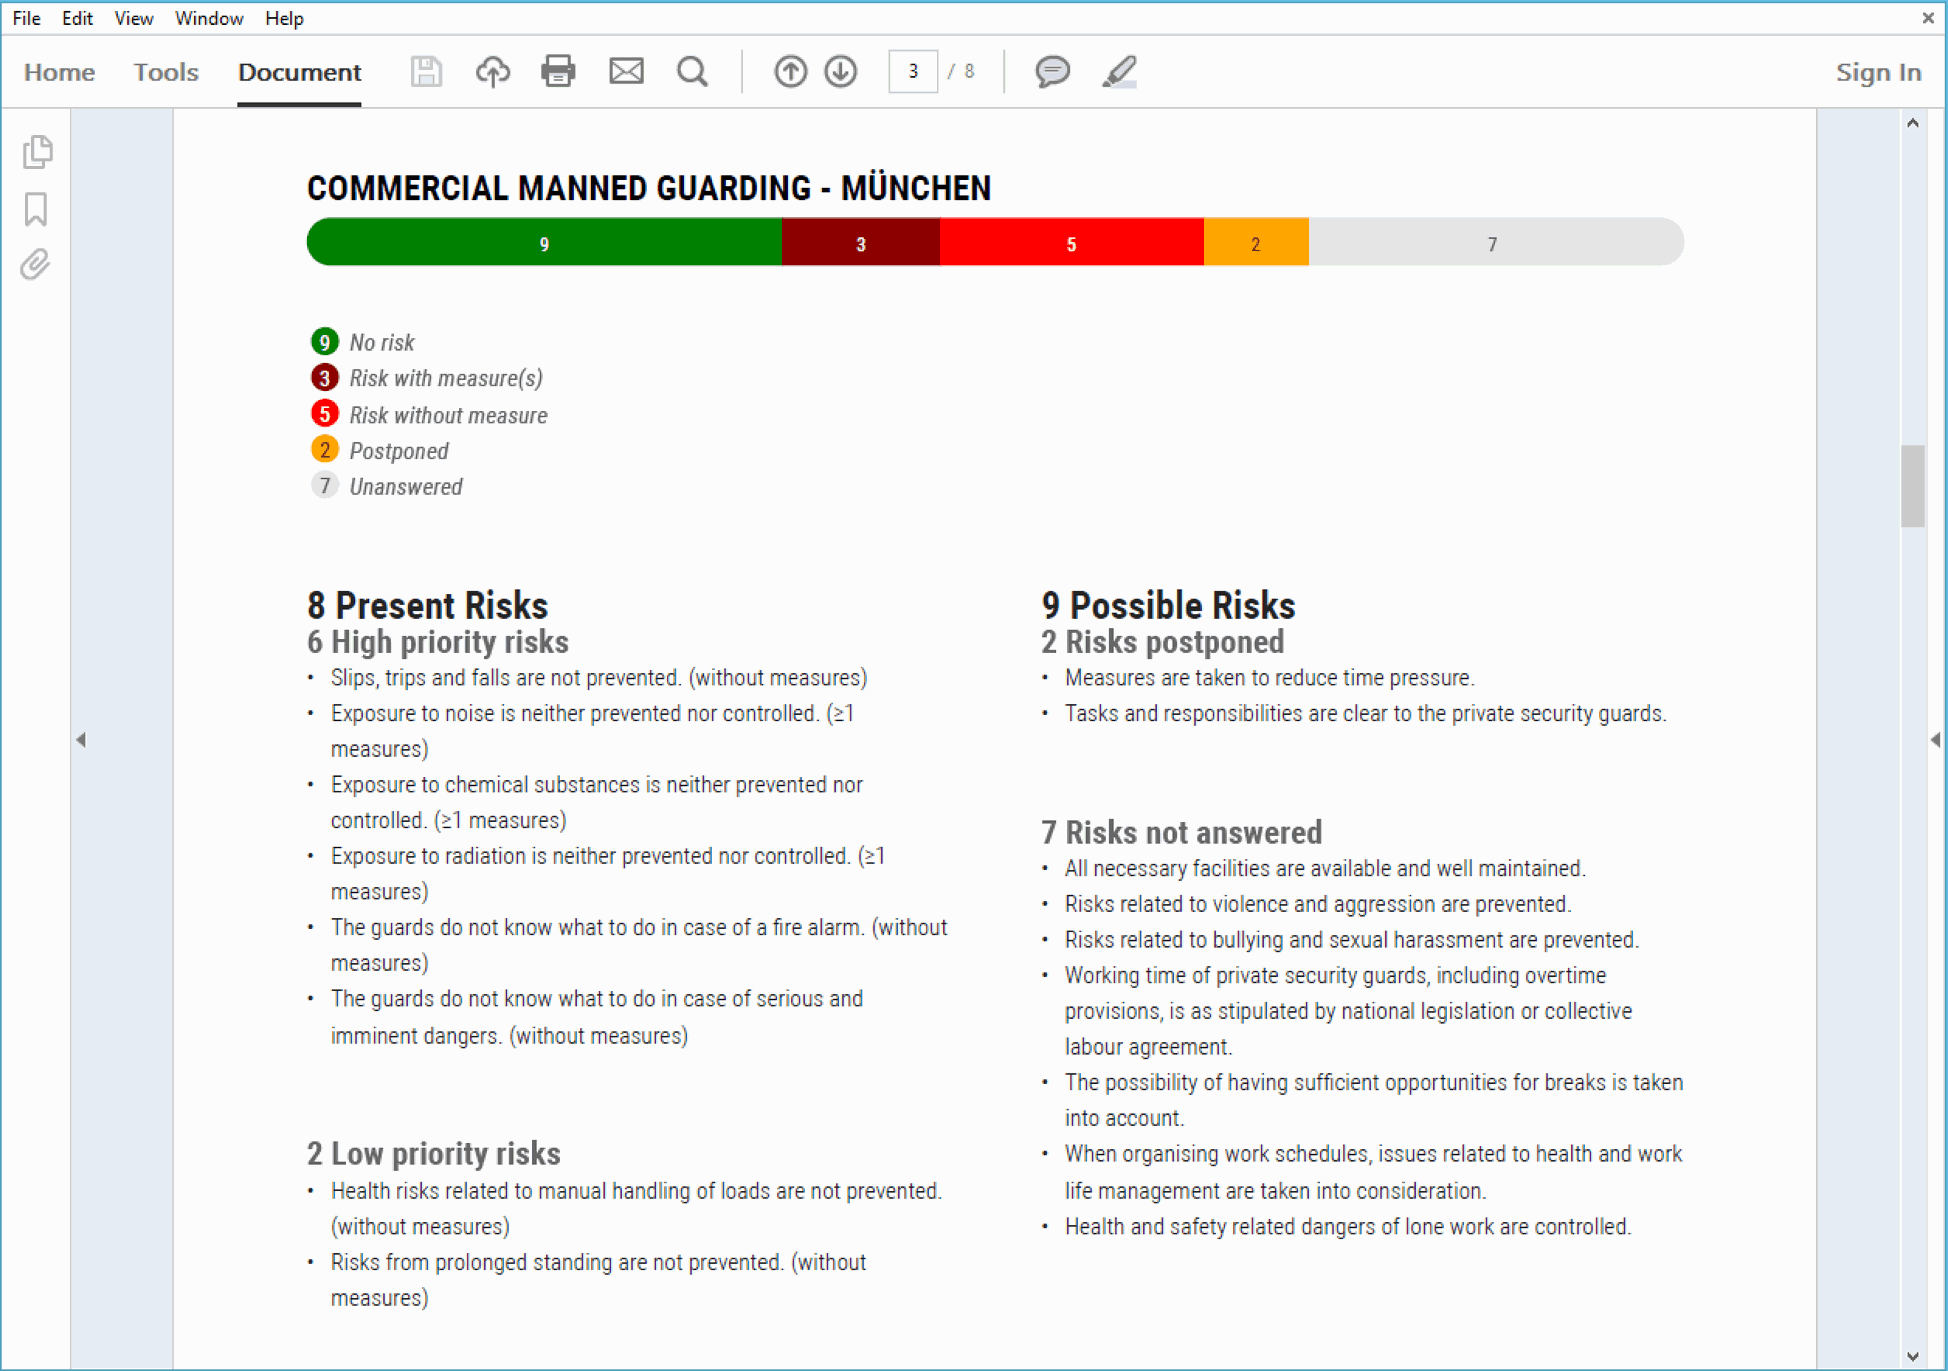 File Edit View Window Help
Home Tools Document 3 / 8 Sign In
COMMERCIAL MANNED GUARDING - MÜNCHEN
9 3 5 2 7
9 No risk
3 Risk with measure(s)
5 Risk without measure
2 Postponed
7 Unanswered
8 Present Risks
6 High priority risks
• Slips, trips and falls are not prevented. (without measures)
• Exposure to noise is neither prevented nor controlled. (≥1
measures)
• Exposure to chemical substances is neither prevented nor
controlled. (≥1 measures)
• Exposure to radiation is neither prevented nor controlled. (≥1
measures)
• The guards do not know what to do in case of a fire alarm. (without
measures)
• The guards do not know what to do in case of serious and
imminent dangers. (without measures)
2 Low priority risks
• Health risks related to manual handling of loads are not prevented.
(without measures)
• Risks from prolonged standing are not prevented. (without
measures)
9 Possible Risks
2 Risks postponed
• Measures are taken to reduce time pressure.
• Tasks and responsibilities are clear to the private security guards.
7 Risks not answered
• All necessary facilities are available and well maintained.
• Risks related to violence and aggression are prevented.
• Risks related to bullying and sexual harassment are prevented.
• Working time of private security guards, including overtime
provisions, is as stipulated by national legislation or collective
labour agreement.
• The possibility of having sufficient opportunities for breaks is taken
into account.
• When organising work schedules, issues related to health and work
life management are taken into consideration.
• Health and safety related dangers of lone work are controlled.